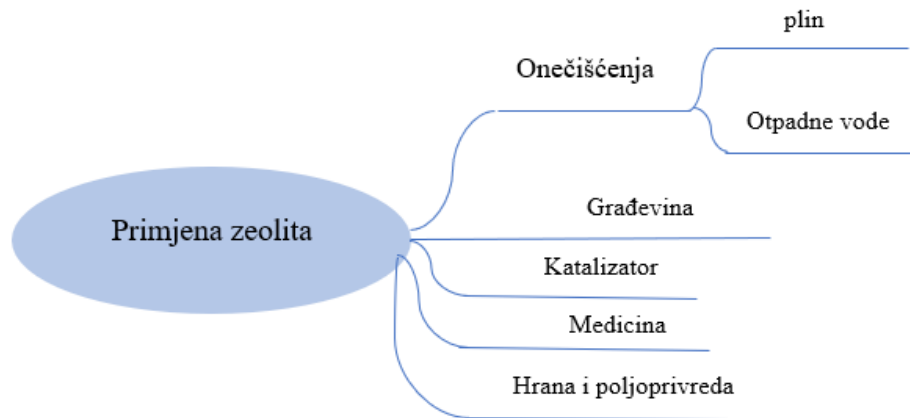 Primjena zeolita
Onečišćenja
plin
Otpadne vode
Građevina
Katalizator
Medicina
Hrana i poljoprivreda